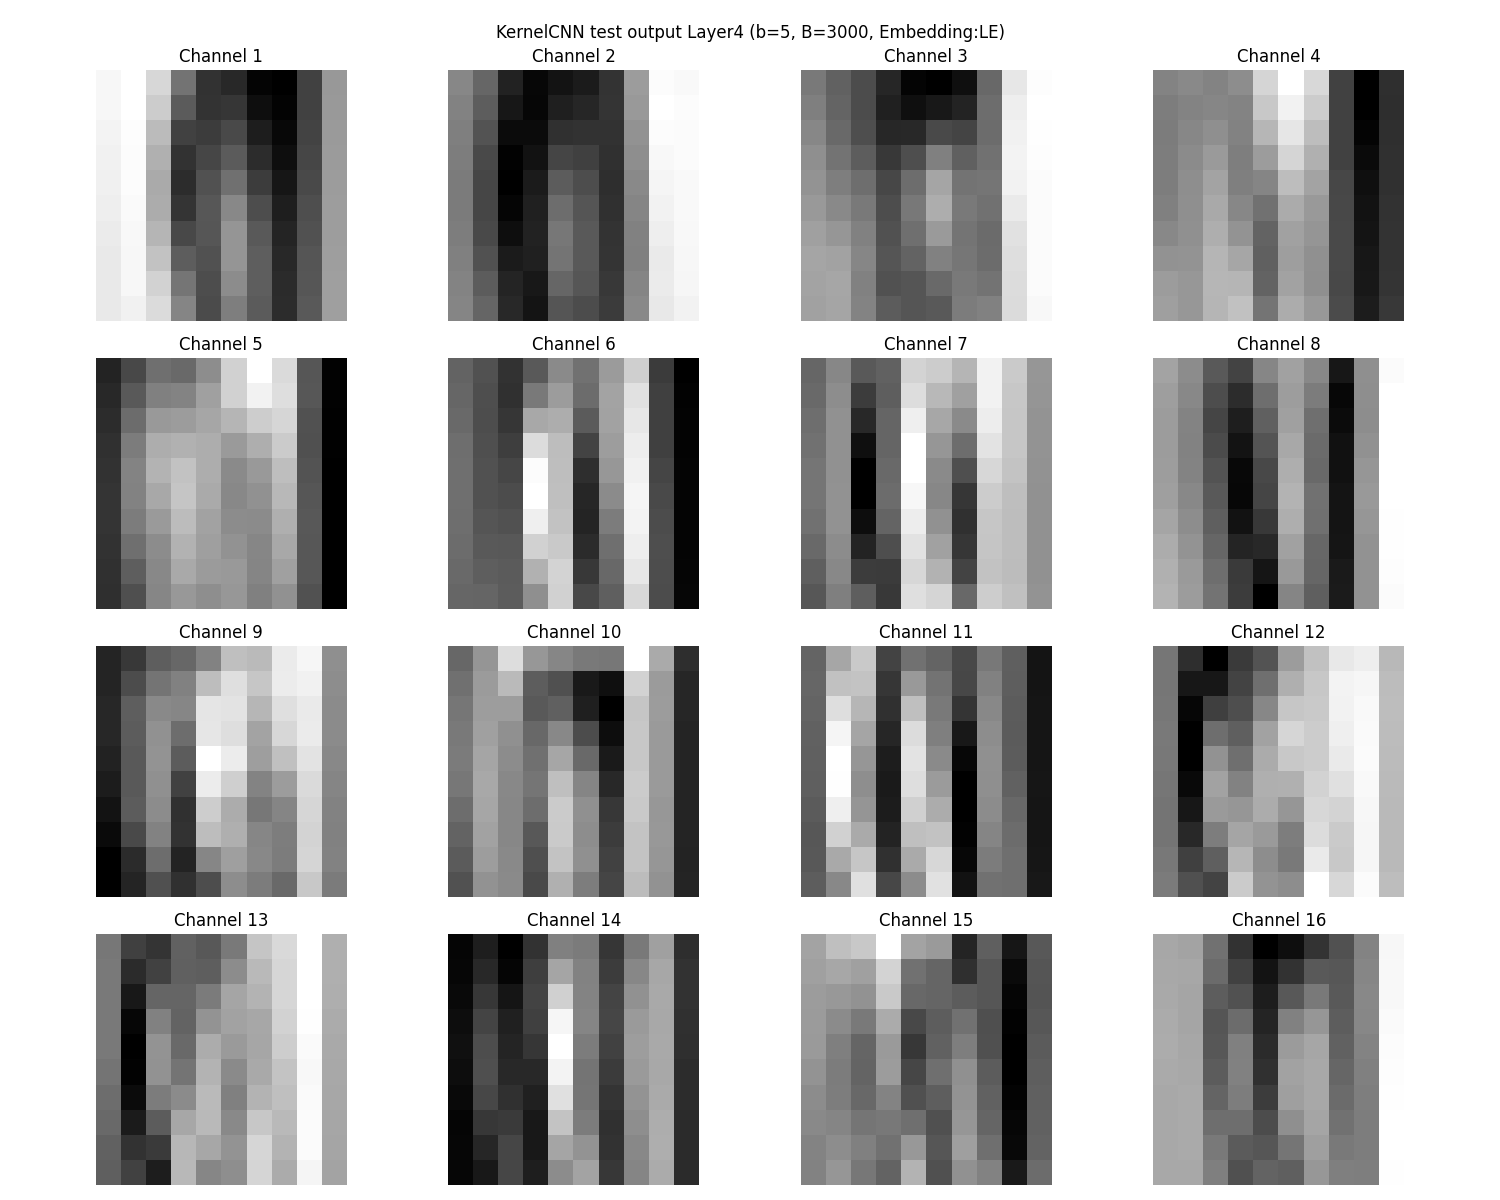 KernelCNN test output Layer4 (b=5, B=3000, Embedding:LE)
Channel 1
Channel 2
Channel 3
Channel 4
Channel 5
Channel 6
Channel 7
Channel 8
Channel 9
Channel 10
Channel 11
Channel 12
Channel 13
Channel 14
Channel 15
Channel 16